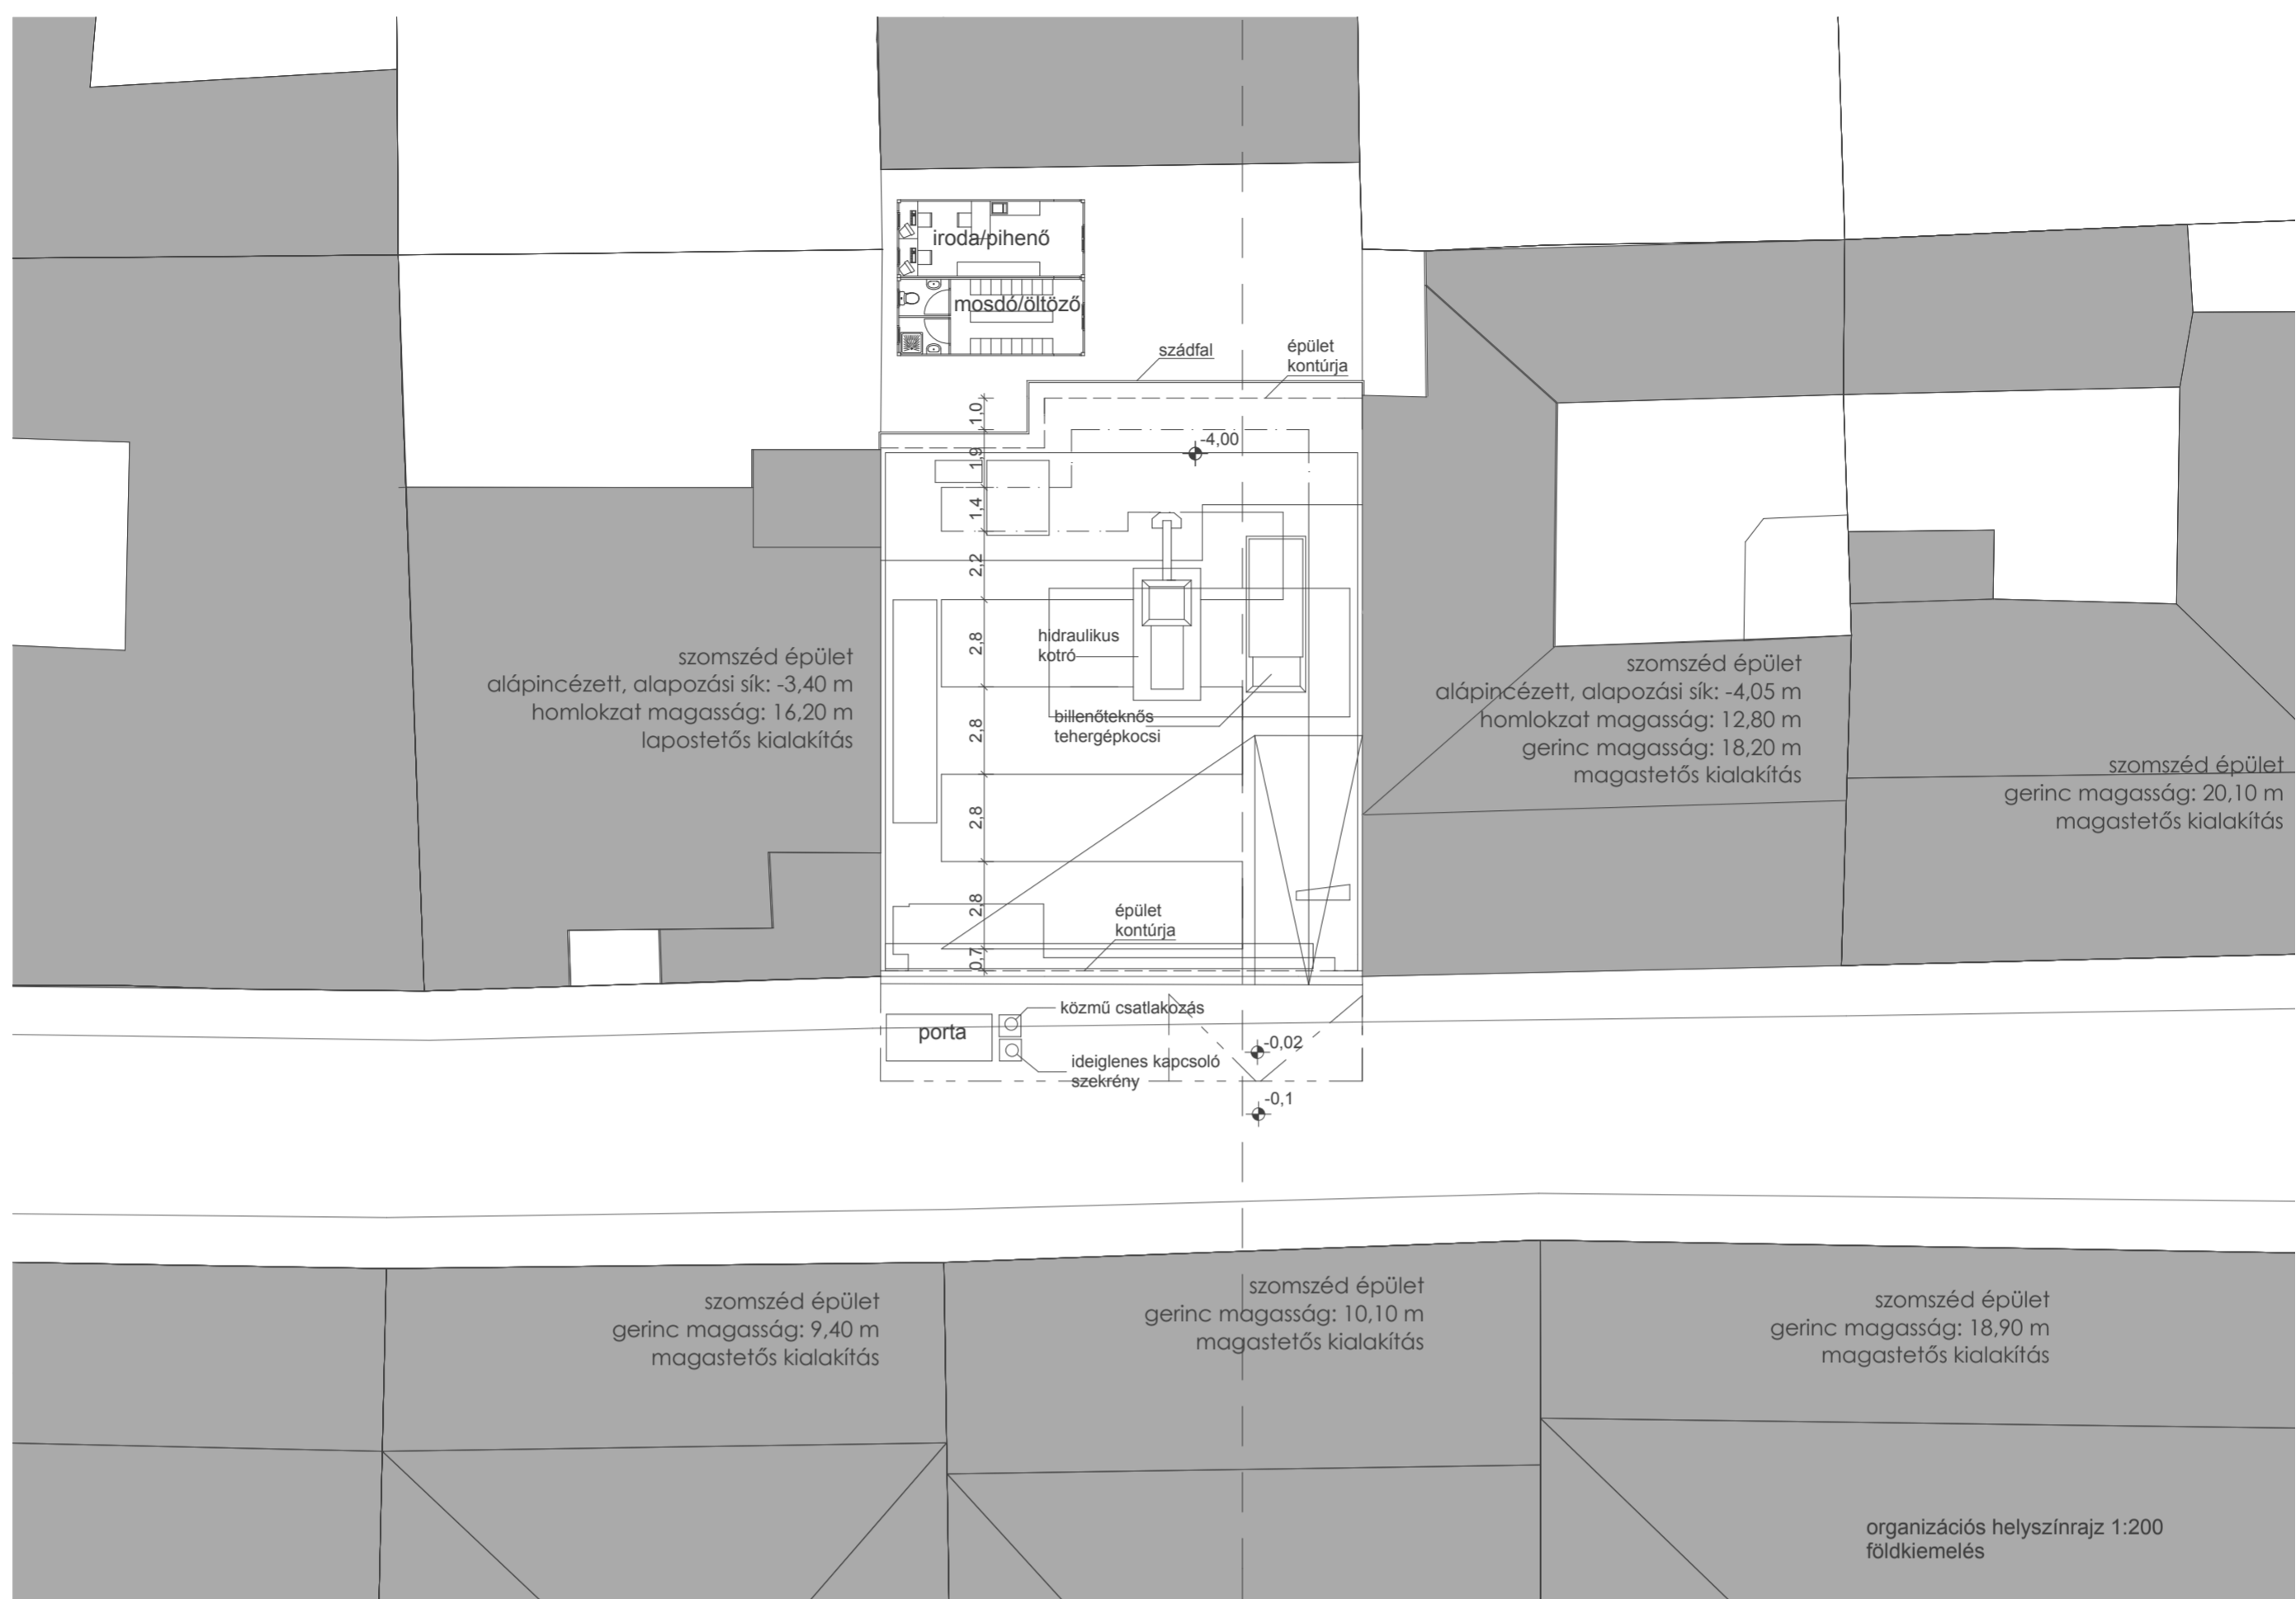 iroda/pihenő
mosdó/öltöző
szádfal
épület
kontúrja
1,0
-4,00
1,9
1,4
2,2
hidraulikus
kotró
2,8
billenőteknős
tehergépkocsi
2,8
2,8
2,8
épület
kontúrja
0,7
szomszéd épület
alápincézett, alapozási sík: -3,40 m
homlokzat magasság: 16,20 m
lapostetős kialakítás
szomszéd épület
alápincézett, alapozási sík: -4,05 m
homlokzat magasság: 12,80 m
gerinc magasság: 18,20 m
magastetős kialakítás
szomszéd épület
gerinc magasság: 20,10 m
magastetős kialakítás
közmű csatlakozás
porta
ideiglenes kapcsoló
szekrény
-0,02
-0,1
szomszéd épület
gerinc magasság: 9,40 m
magastetős kialakítás
szomszéd épület
gerinc magasság: 10,10 m
magastetős kialakítás
szomszéd épület
gerinc magasság: 18,90 m
magastetős kialakítás
organizációs helyszínrajz 1:200
földkiemelés